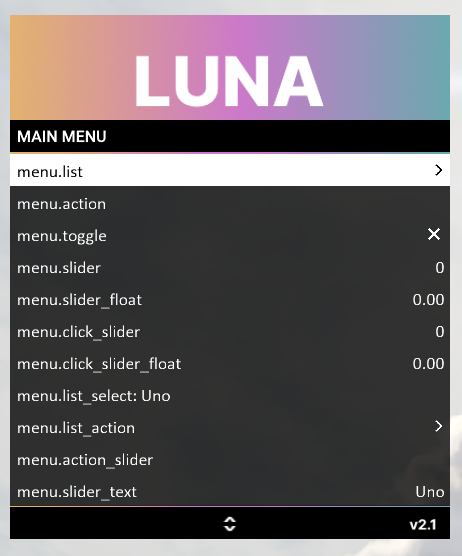 LUNA
MAIN MENU
menu.list
menu.action
menu.toggle
menu.slider 0
menu.slider_float 0.00
menu.click_slider 0
menu.click_slider_float 0.00
menu.list_select: Uno
menu.list_action
menu.action_slider
menu.slider_text Uno
v2.1